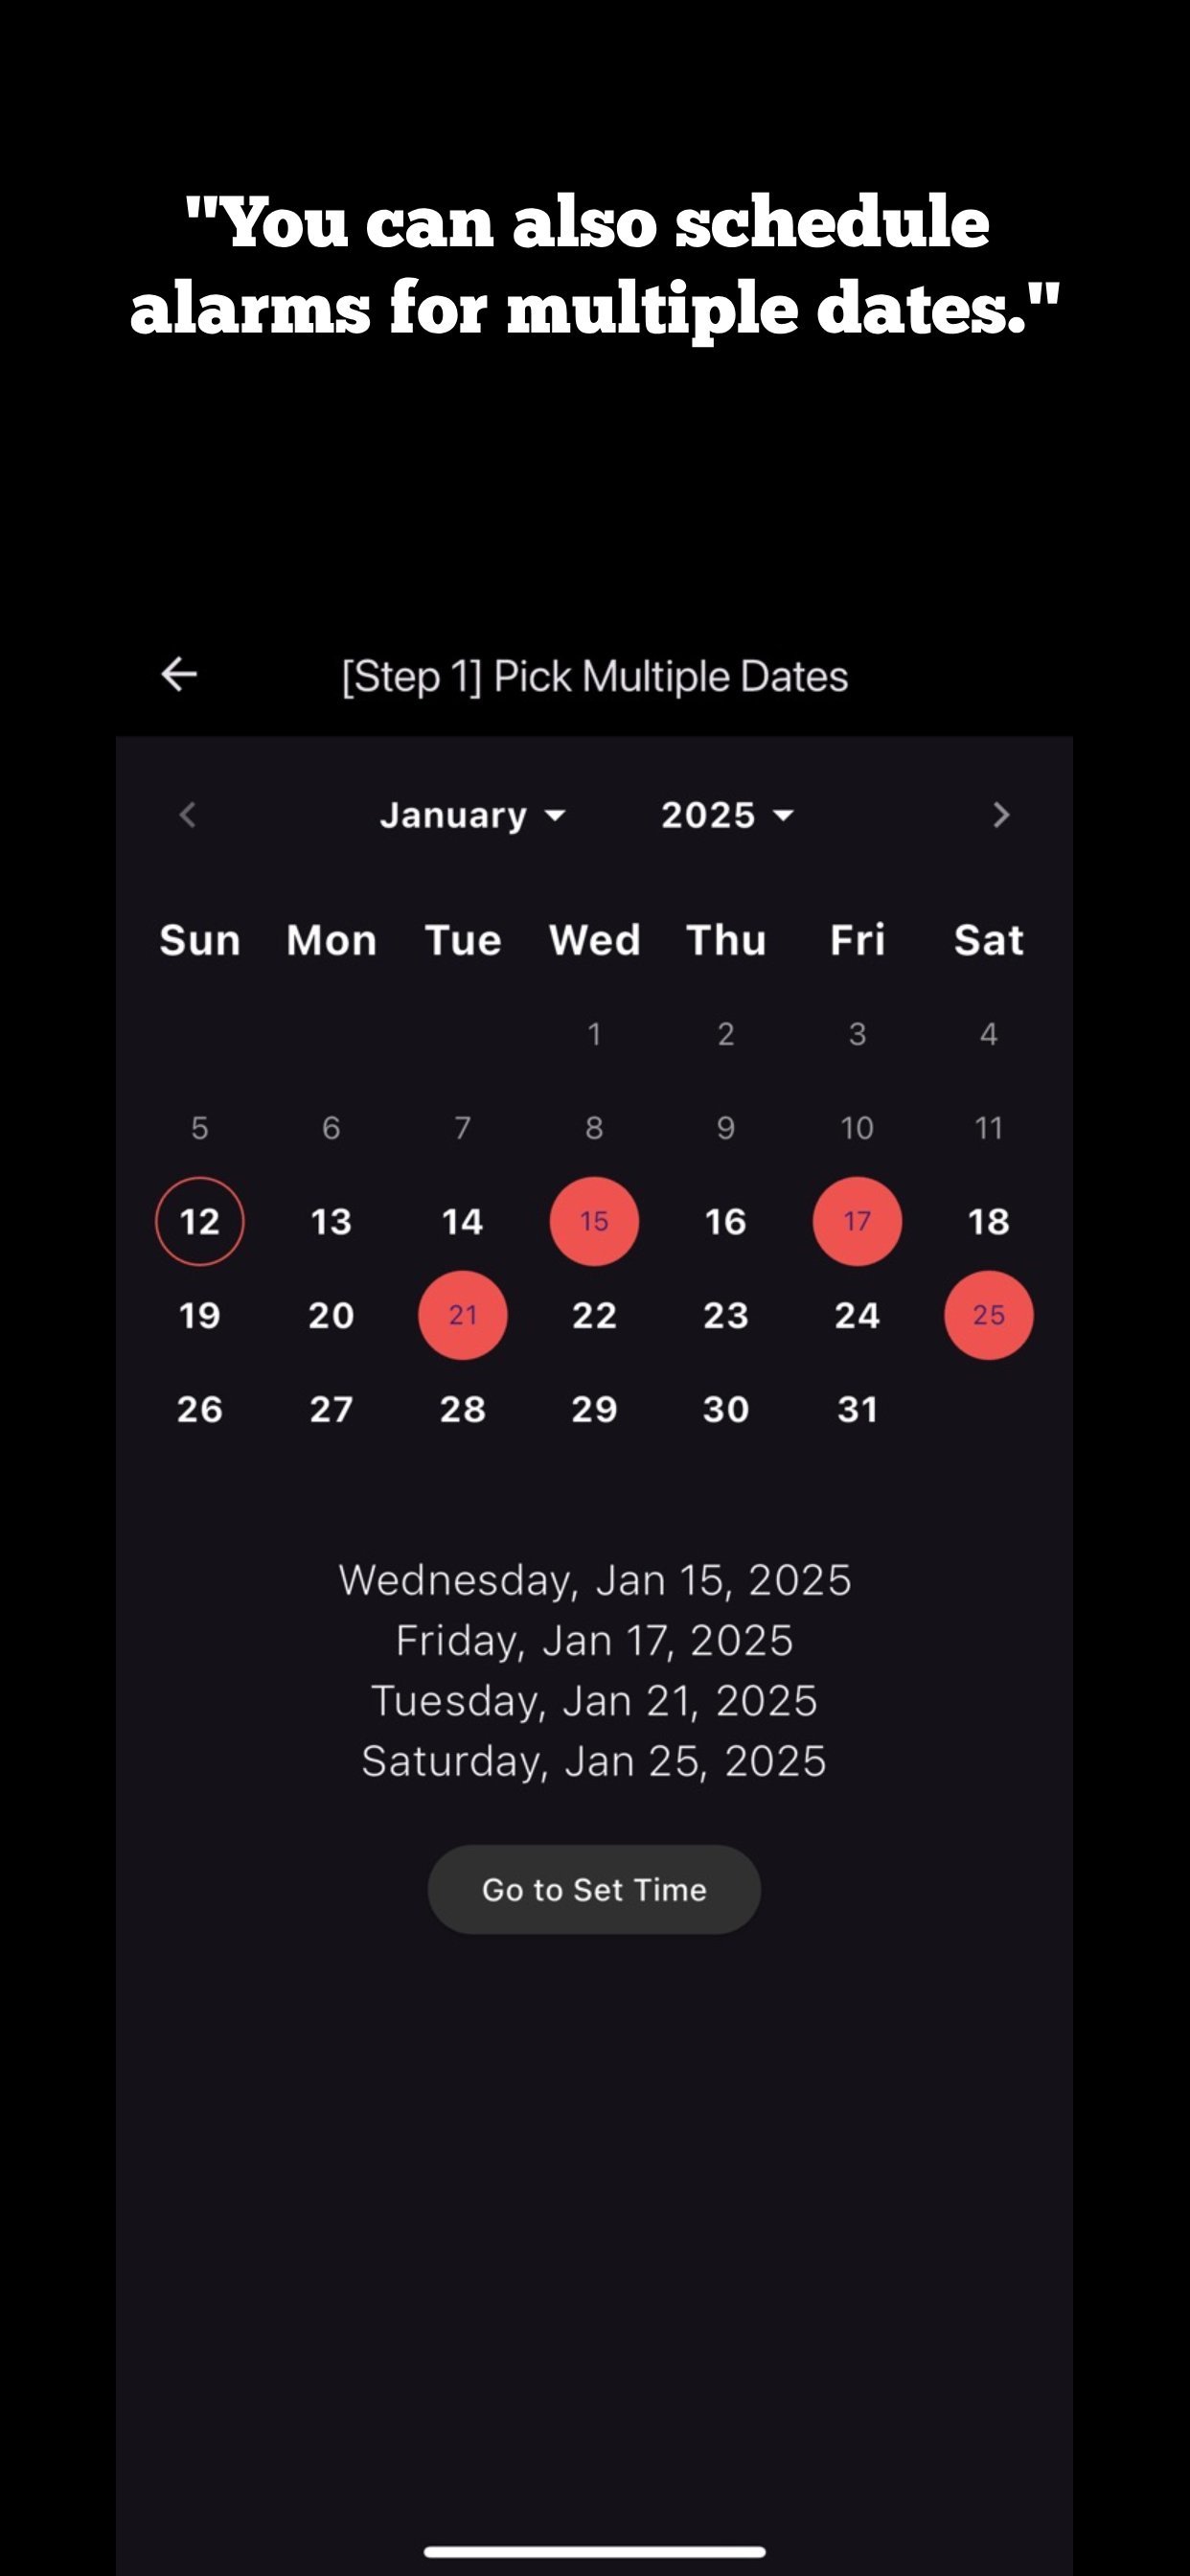 "You can also schedule
alarms for multiple dates."
[Step 1] Pick Multiple Dates
January 2025
Sun Mon Tue Wed Thu Fri Sat
1 2 3 4
5 6 7 8 9 10 11
12 13 14 15 16 17 18
19 20 21 22 23 24 25
26 27 28 29 30 31
Wednesday, Jan 15, 2025
Friday, Jan 17, 2025
Tuesday, Jan 21, 2025
Saturday, Jan 25, 2025
Go to Set Time